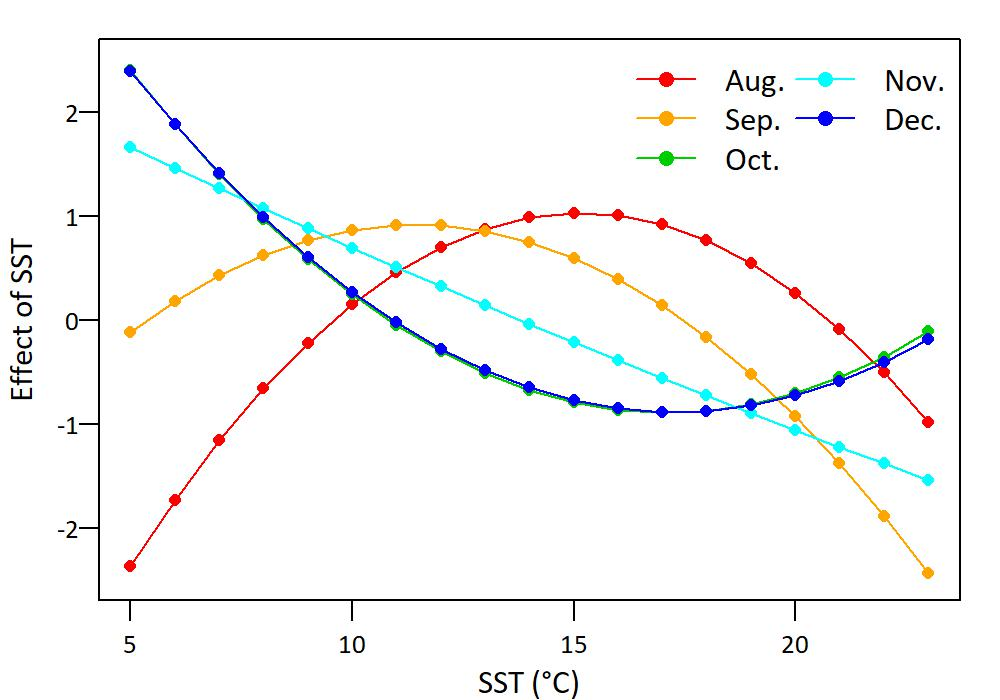 Aug. Nov.
Sep. Dec.
Oct.
2
1
0
-1
-2
Effect of SST
5 10 15 20
SST (°C)